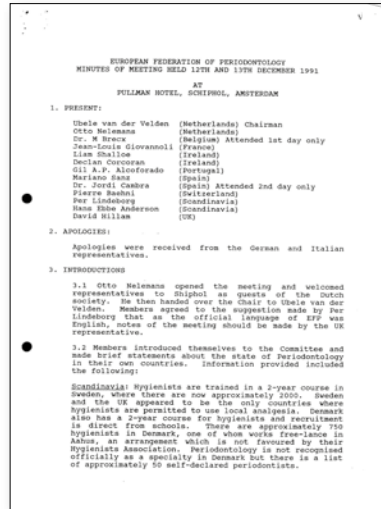 V
EUROPEAN FEDERATION OF PERIODONTOLOGY
MINUTES OF MEETING HELD 12TH AND 13TH DECEMBER 1991
AT
PULLMAN HOTEL, SCHIPHOL, AMSTERDAM
1. PRESENT:
Ubele van der Velden (Netherlands) Chairman
Otto Nelemans (Netherlands)
Dr. M Brecx (Belgium) Attended 1st day only
Jean-Louis Giovannoli (France)
Liam Shalloe (Ireland)
Declan Corcoran (Ireland)
Gil A.P. Alcoforado (Portugal)
Mariano Sanz (Spain)
Dr. Jordi Cambra (Spain) Attended 2nd day only
Pierre Baehni (Switzerland)
Per Lindeborg (Scandinavia)
Hans Ebbe Anderson (Scandinavia)
David Hillam (UK)
2. APOLOGIES:
Apologies were received from the German and Italian
representatives.
3. INTRODUCTIONS
3.1 Otto Nelemans opened the meeting and welcomed
representatives to Shiphol as guests of the Dutch
society. He then handed over the Chair to Ubele van der
Velden. Members agreed to the suggestion made by Per
Lindeborg that as the official language of EFP was
English, notes of the meeting should be made by the UK
representative.
3.2 Members introduced themselves to the Committee and
made brief statements about the state of Periodontology
in their own countries. Information provided included
the following:
Scandinavia: Hygienists are trained in a 2-year course in
Sweden, where there are now approximately 2000. Sweden
and the UK appeared to be the only countries where
hygienists are permitted to use local analgesia. Denmark
also has a 2-year course for hygienists and recruitment
is direct from schools. There are approximately 750
hygienists in Denmark, one of whom works free-lance in
Aahus, an arrangement which is not favoured by their
Hygienists Association. Periodontology is not recognised
officially as a specialty in Denmark but there is a list
of approximately 50 self-declared periodontists.